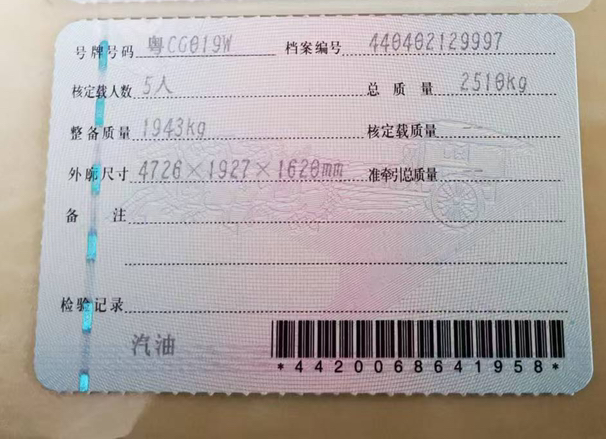 号牌号码 粤CG019W 档案编号 440402129997
核定载人数 5人 总质量 2510kg
整备质量 1943kg 核定载质量
外廓尺寸 4726×1927×1620mm 准牵引总质量
备注
检验记录
汽油
*4420068641958*